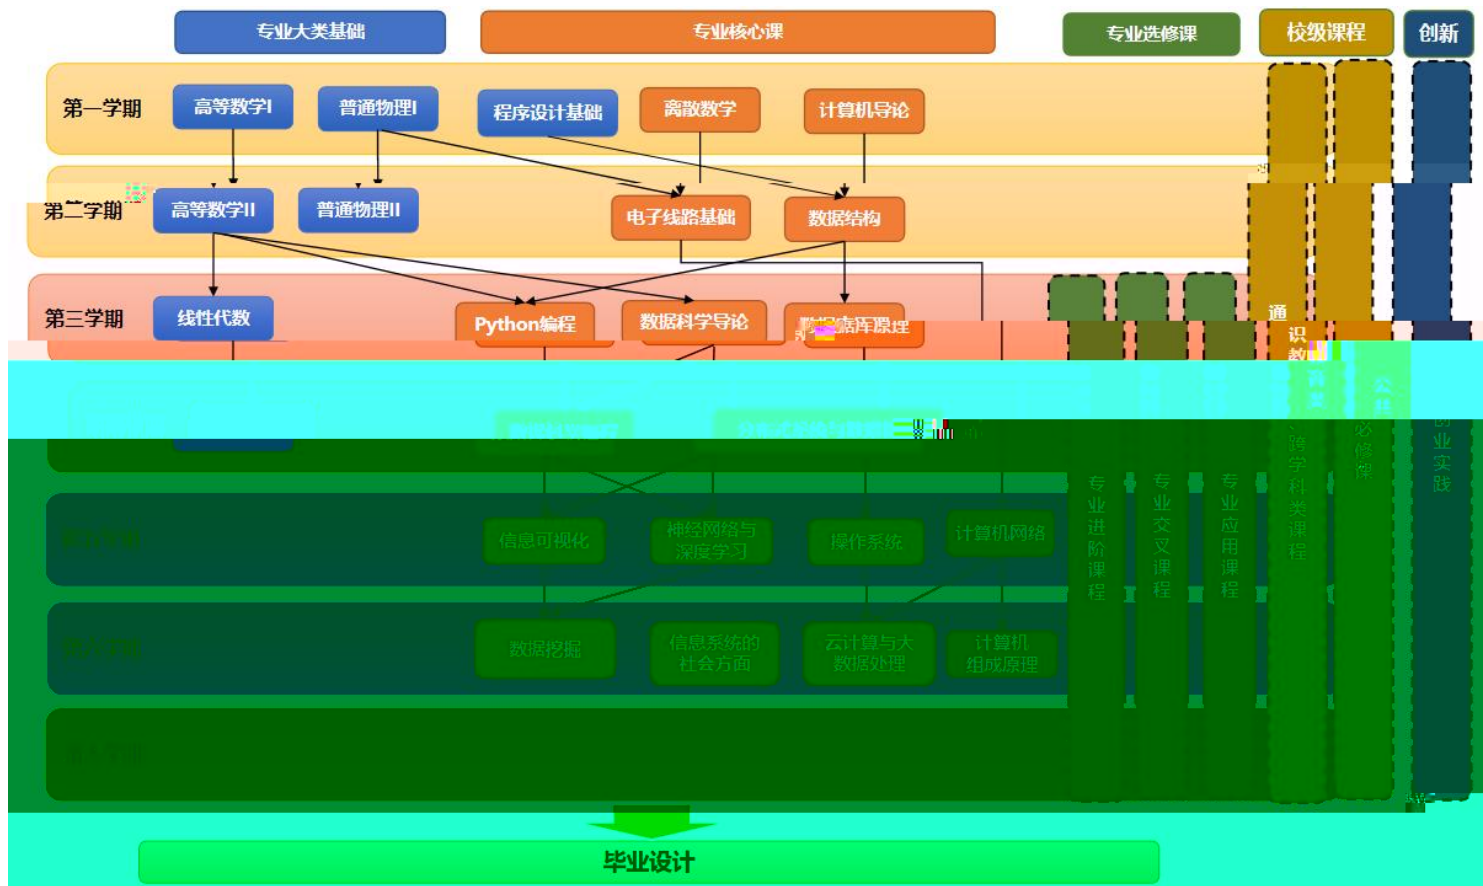 专业大类基础
专业核心课
专业选修课
校级课程
创新
第一学期
高等数学I
普通物理I
程序设计基础
离散数学
计算机导论
第二学期
高等数学II
普通物理II
电子线路基础
数据结构
第三学期
线性代数
Python编程
数据科学导论
数据库原理
信息可视化
神经网络与
深度学习
操作系统
计算机网络
数据挖掘
信息系统的
社会方面
云计算与大
数据处理
计算机
组成原理
专业进阶课程
专业交叉课程
专业应用课程
通识教
跨学科类课程
公共
必修课
创业实践
毕业设计